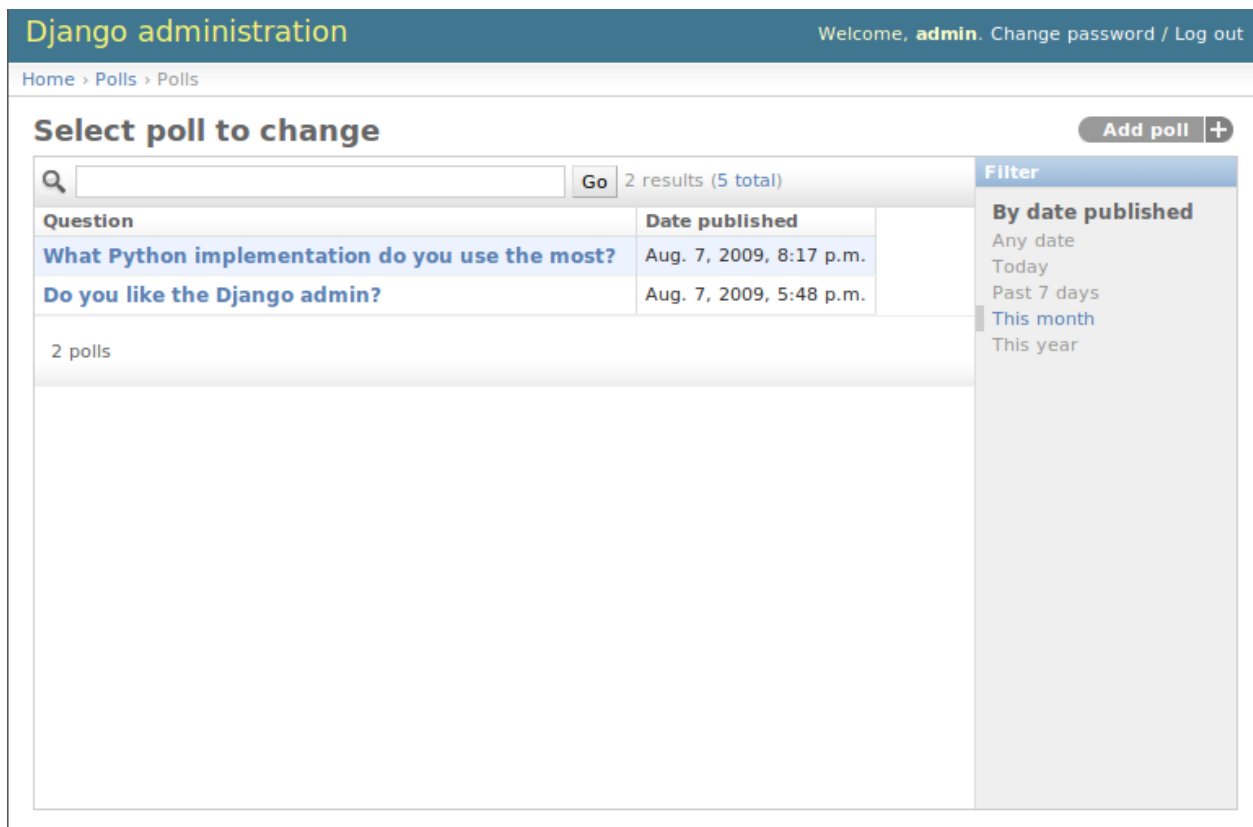 Django administration
Welcome, admin. Change password / Log out
Home › Polls › Polls
Select poll to change
Add poll +
Go 2 results (5 total)
Question Date published
What Python implementation do you use the most? Aug. 7, 2009, 8:17 p.m.
Do you like the Django admin? Aug. 7, 2009, 5:48 p.m.
2 polls
Filter
By date published
Any date
Today
Past 7 days
This month
This year